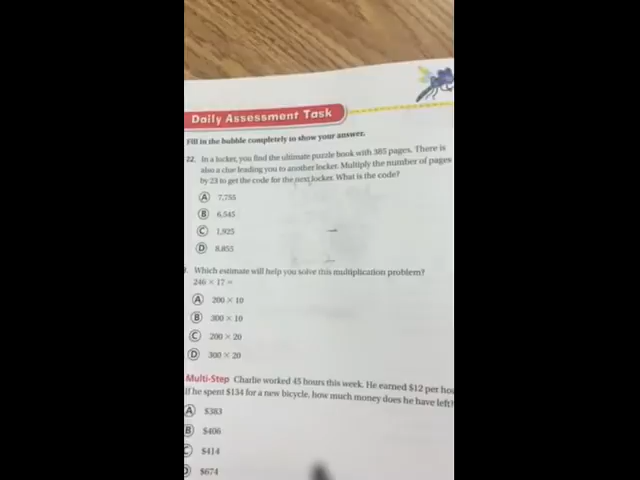 Daily Assessment Task
Fill in the bubble completely to show your answer.
22. In a locker, you find the ultimate puzzle book with 385 pages. There is
also a clue leading you to another locker. Multiply the number of pages
by 23 to get the code for the next locker. What is the code?
A 7,755
B 6,545
C 1,925
D 8,855
Which estimate will help you solve this multiplication problem?
246 × 17 =
A 200 × 10
B 300 × 10
C 200 × 20
D 300 × 20
Multi-Step Charlie worked 45 hours this week. He earned $12 per
If he spent $134 for a new bicycle, how much money does he have left?
A $383
B $406
C $414
D $674